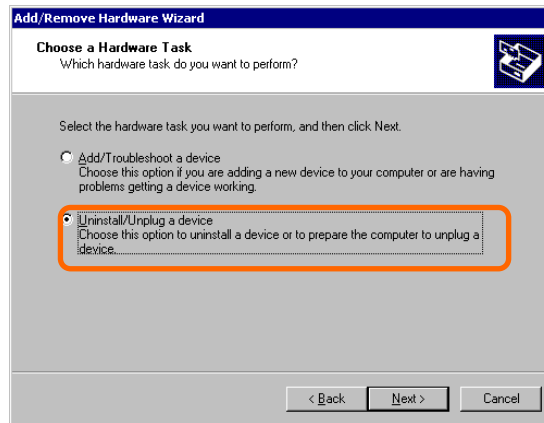 Add/Remove Hardware Wizard
Choose a Hardware Task
Which hardware task do you want to perform?
Select the hardware task you want to perform, and then click Next.
Add/Troubleshoot a device
Choose this option if you are adding a new device to your computer or are having
problems getting a device working.
Uninstall/Unplug a device
Choose this option to uninstall a device or to prepare the computer to unplug a
device.
< Back Next > Cancel